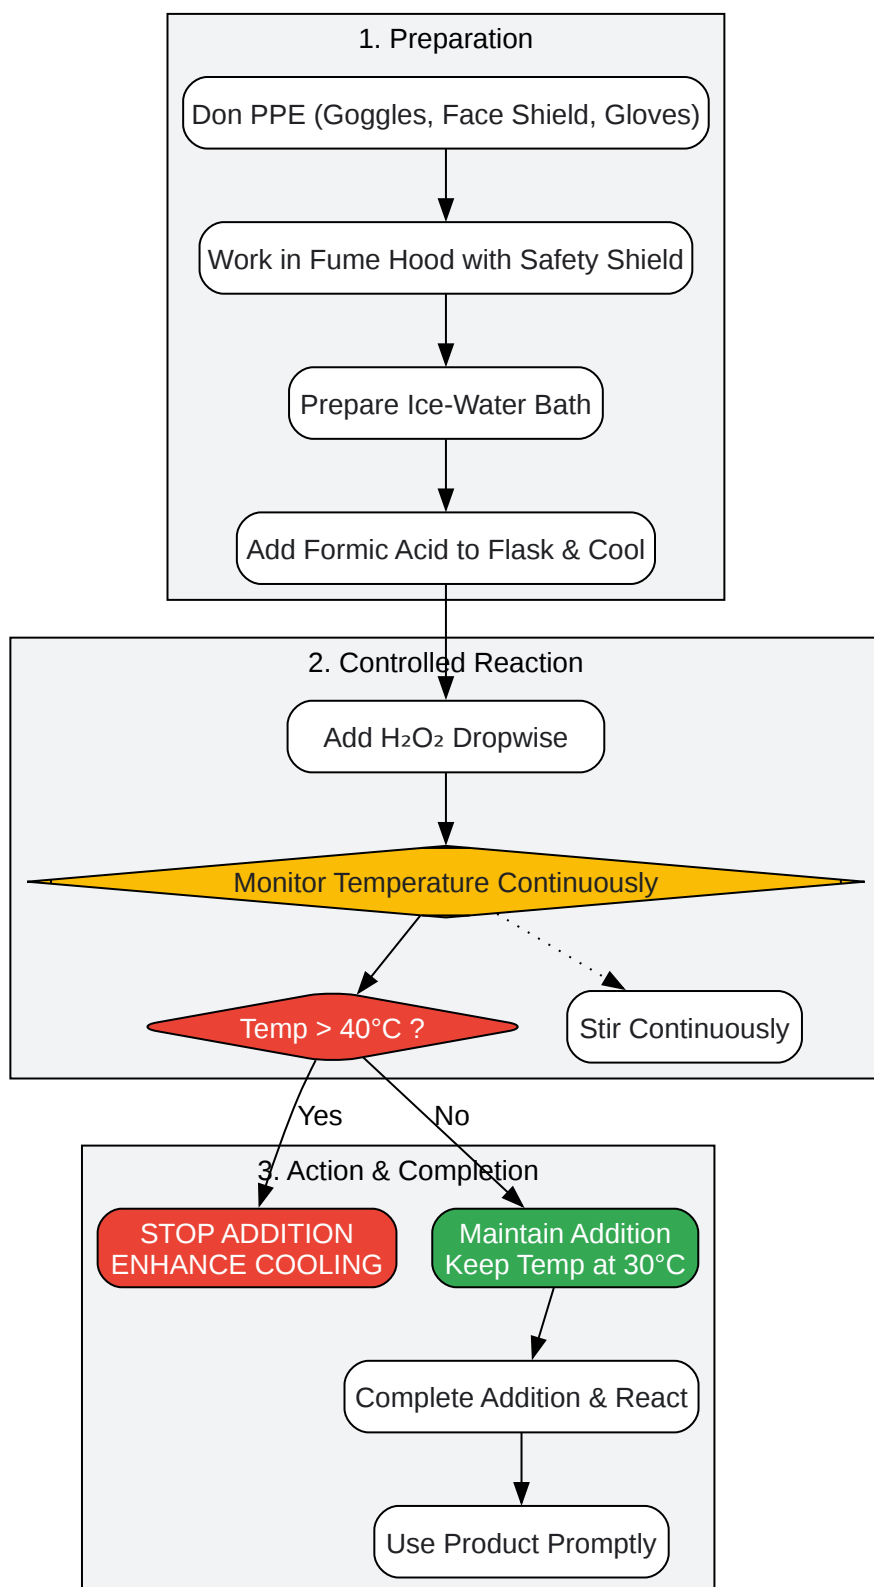 1. Preparation
Don PPE (Goggles, Face Shield, Gloves)
Work in Fume Hood with Safety Shield
Prepare Ice-Water Bath
Add Formic Acid to Flask & Cool
2. Controlled Reaction
Add H₂O₂ Dropwise
Monitor Temperature Continuously
Temp > 40°C ?
Stir Continuously
Yes
No
3. Action & Completion
STOP ADDITION
ENHANCE COOLING
Maintain Addition
Keep Temp at 30°C
Complete Addition & React
Use Product Promptly